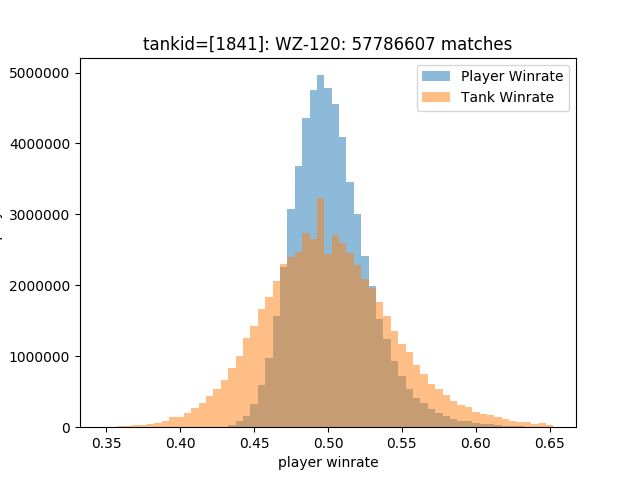 tankid=[1841]: WZ-120: 57786607 matches
Player Winrate
Tank Winrate
5000000
4000000
3000000
2000000
1000000
0
0.35 0.40 0.45 0.50 0.55 0.60 0.65
player winrate